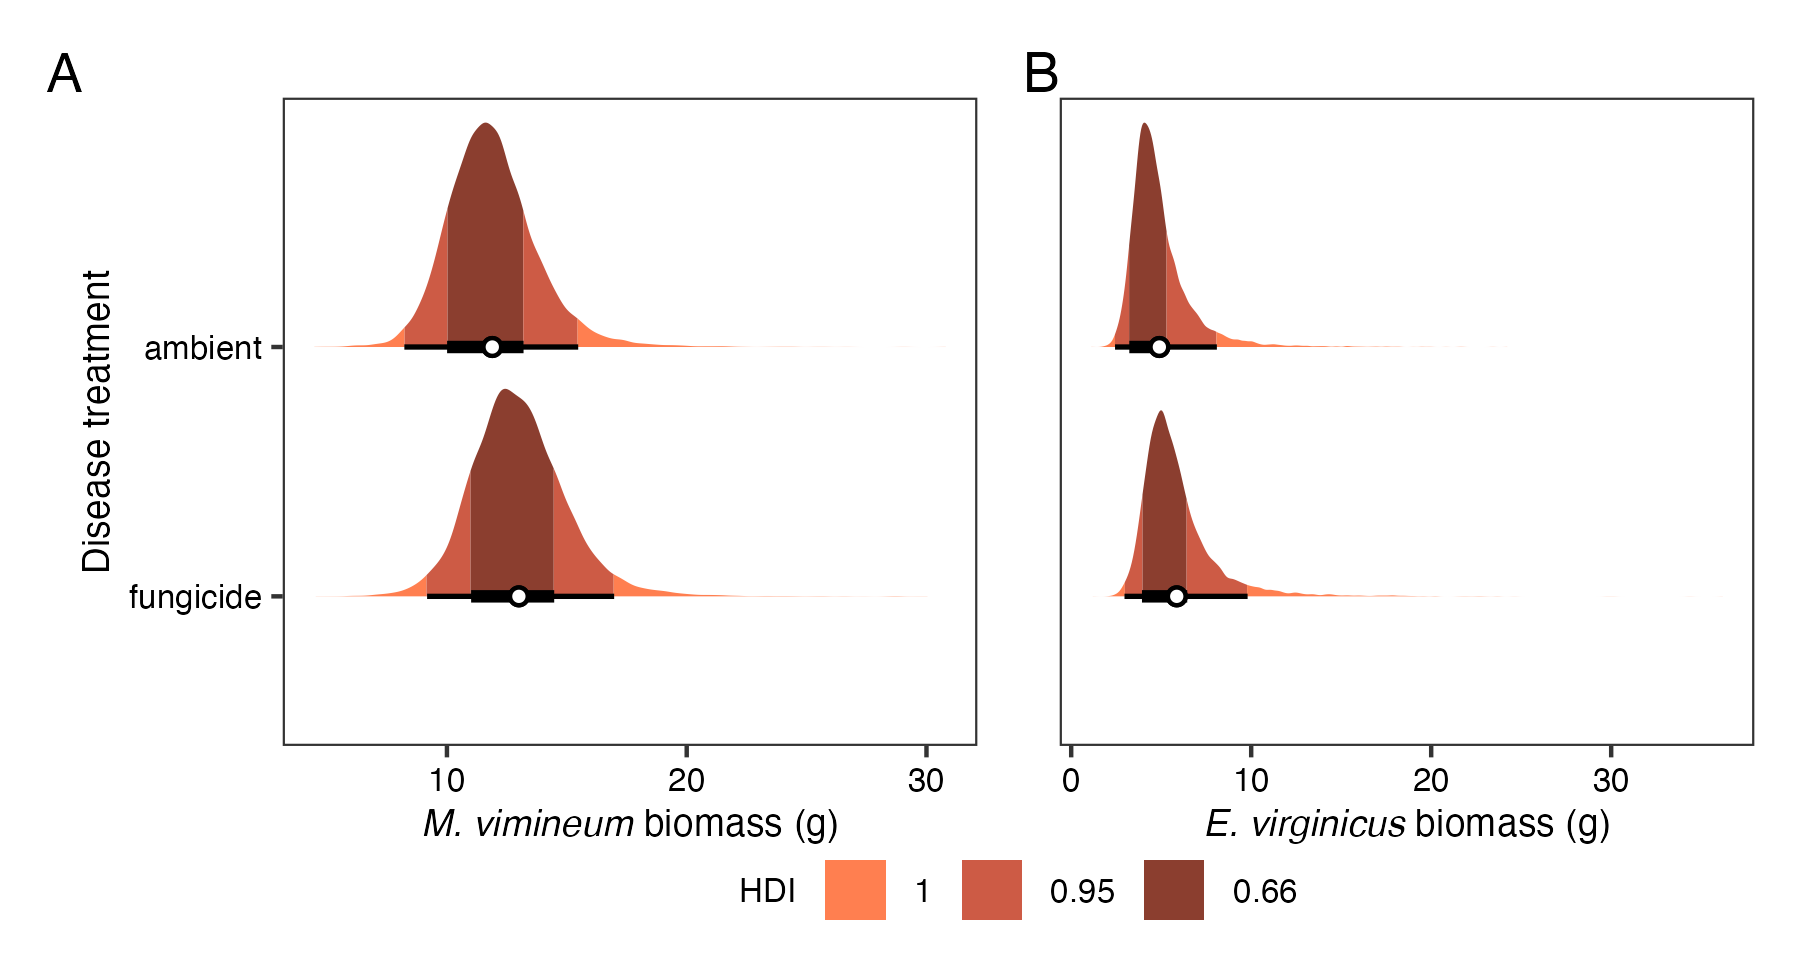 A
B
Disease treatment
ambient
fungicide
10 20 30
0 10 20 30
M. vimineum biomass (g)
E. virginicus biomass (g)
HDI 1 0.95 0.66